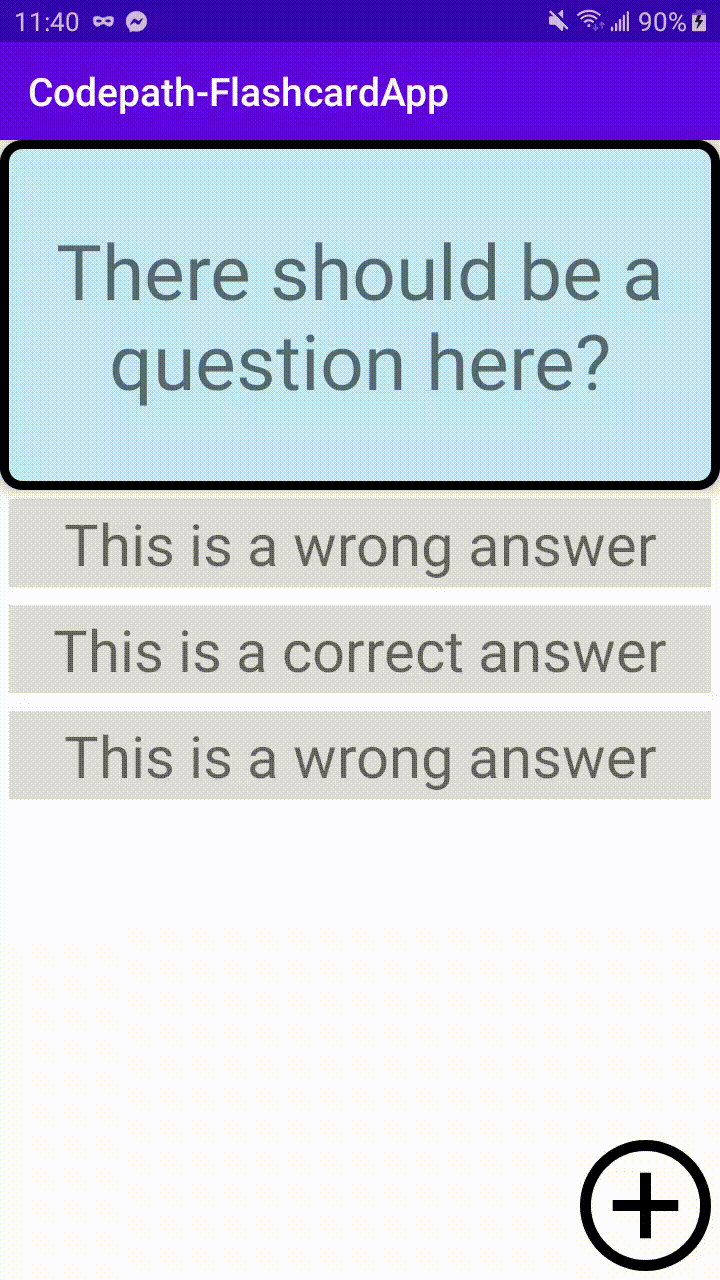 11:40 90%
Codepath-FlashcardApp
There should be a
question here?
This is a wrong answer
This is a correct answer
This is a wrong answer